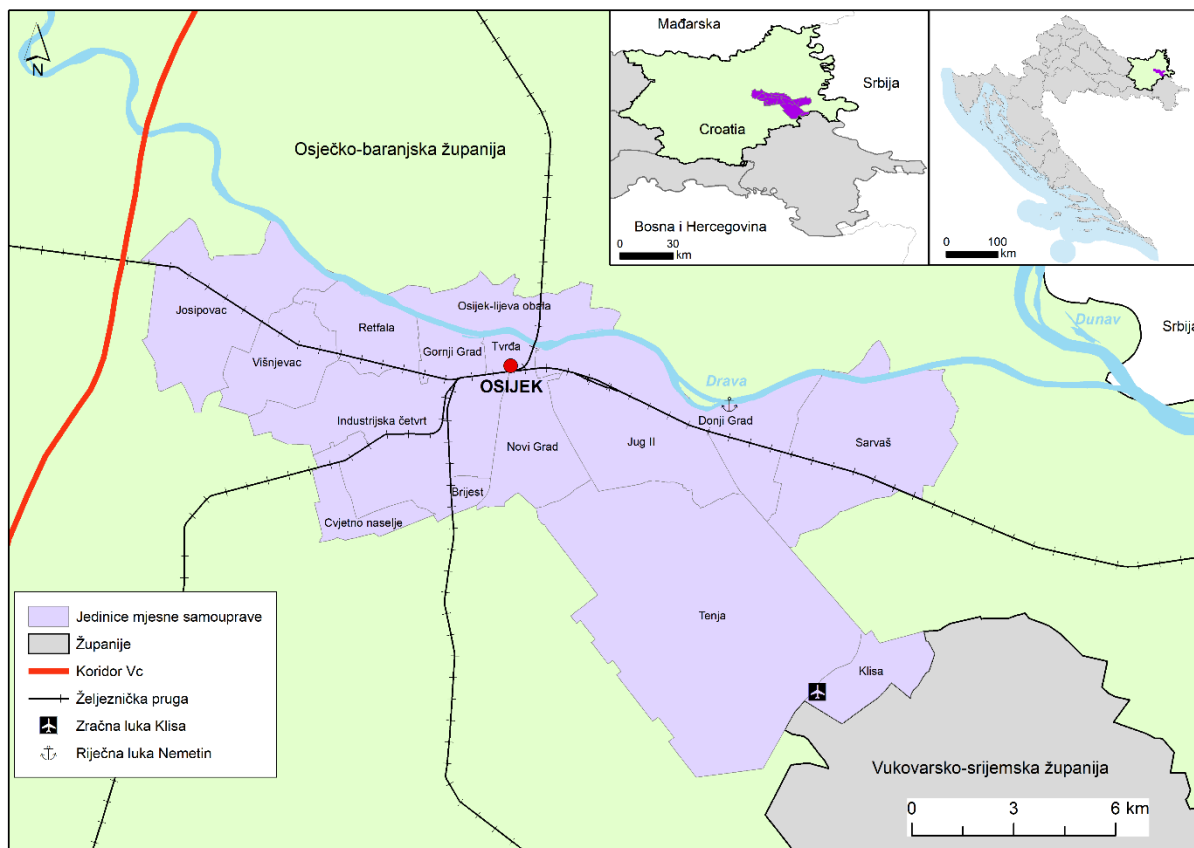 N
Osječko-baranjska županija
Mađarska
Srbija
Croatia
Bosna i Hercegovina
0 30
km
0 100
km
Josipovac
Višnjevac
Retfala
Gornji Grad
Osijek-lijeva obala
Tvrđa
OSIJEK
Industrijska četvrt
Novi Grad
Brijest
Cvjetno naselje
Jug II
Drava
Donji Grad
Sarvaš
Dunav
Srbija
Tenja
Klisa
Vukovarsko-srijemska županija
Jedinice mjesne samouprave
Županije
Koridor Vc
Željeznička pruga
Zračna luka Klisa
Riječna luka Nemetin
0 3 6 km